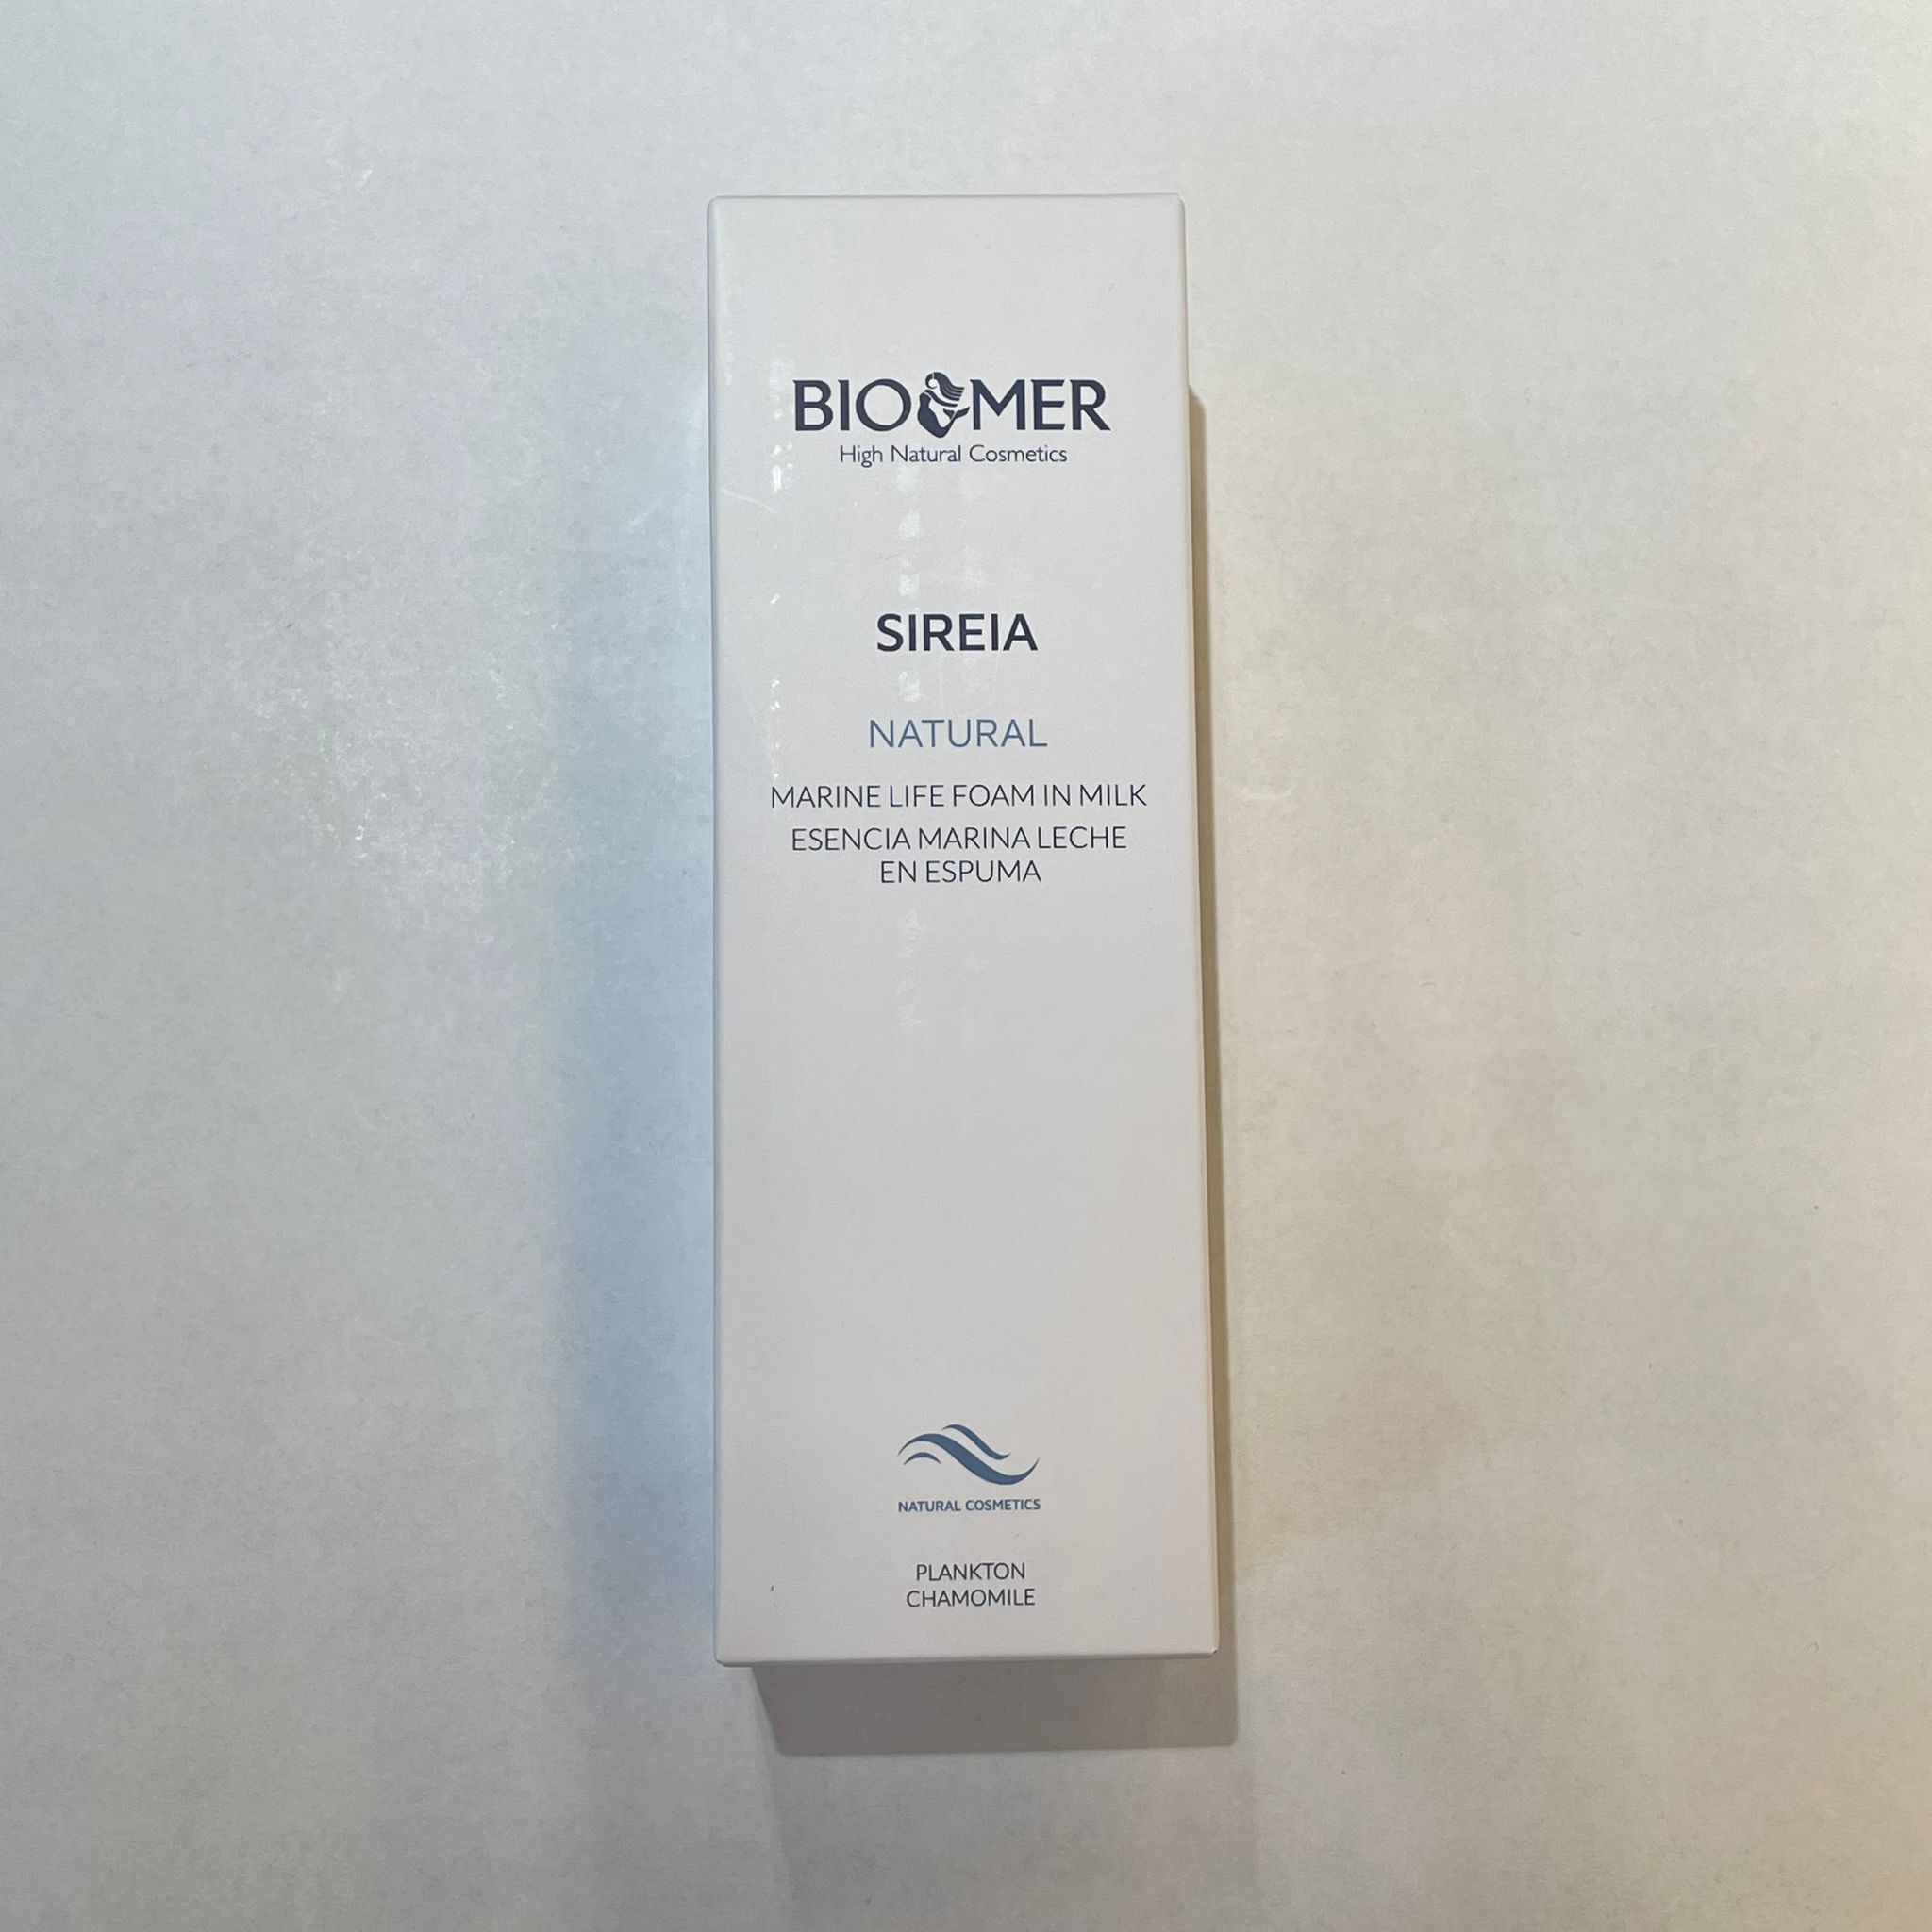 BIOMER
High Natural Cosmetics
SIREIA
NATURAL
MARINE LIFE FOAM IN MILK
ESENCIA MARINA LECHE
EN ESPUMA
NATURAL COSMETICS
PLANKTON
CHAMOMILE